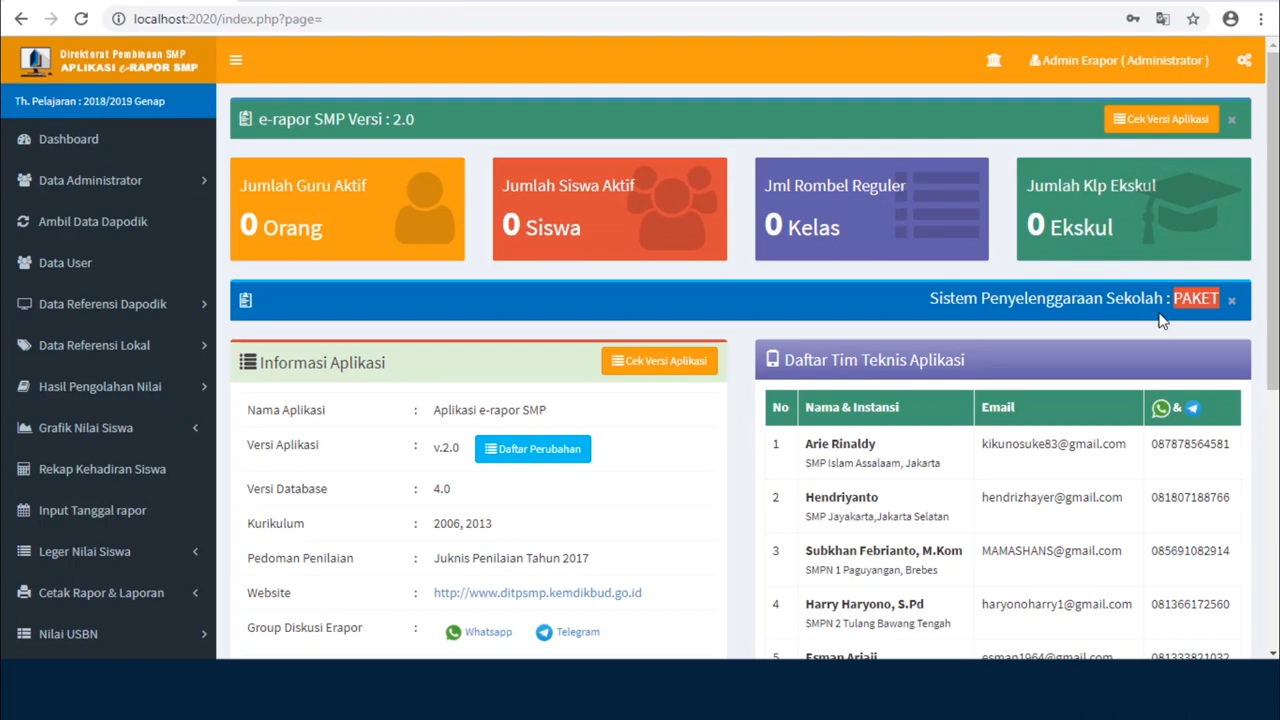 localhost:2020/index.php?page=
Direktorat Pembinaan SMP
APLIKASI e-RAPOR SMP
Admin Erapor ( Administrator )
Th. Pelajaran : 2018/2019 Genap
Dashboard
Data Administrator
Ambil Data Dapodik
Data User
Data Referensi Dapodik
Data Referensi Lokal
Hasil Pengolahan Nilai
Grafik Nilai Siswa
Rekap Kehadiran Siswa
Input Tanggal rapor
Leger Nilai Siswa
Cetak Rapor & Laporan
Nilai USBN
e-rapor SMP Versi : 2.0
Cek Versi Aplikasi
Jumlah Guru Aktif
0 Orang
Jumlah Siswa Aktif
0 Siswa
Jml Rombel Reguler
0 Kelas
Jumlah Klp Ekskul
0 Ekskul
Sistem Penyelenggaraan Sekolah : PAKET
Informasi Aplikasi
Cek Versi Aplikasi
Nama Aplikasi : Aplikasi e-rapor SMP
Versi Aplikasi : v.2.0 Daftar Perubahan
Versi Database : 4.0
Kurikulum : 2006, 2013
Pedoman Penilaian : Juknis Penilaian Tahun 2017
Website : http://www.ditpsmp.kemdikbud.go.id
Group Diskusi Erapor : Whatsapp Telegram
Daftar Tim Teknis Aplikasi
No Nama & Instansi Email &
1 Arie Rinaldy kikunosuke83@gmail.com 087878564581
SMP Islam Assalaam, Jakarta
2 Hendriyanto hendrizhayer@gmail.com 081807188766
SMP Jayakarta,Jakarta Selatan
3 Subkhan Febrianto, M.Kom MAMASHANS@gmail.com 085691082914
SMPN 1 Paguyangan, Brebes
4 Harry Haryono, S.Pd haryonoharry1@gmail.com 081366172560
SMPN 2 Tulang Bawang Tengah
5 Esman Ariaji esman1964@gmail.com 081333821032